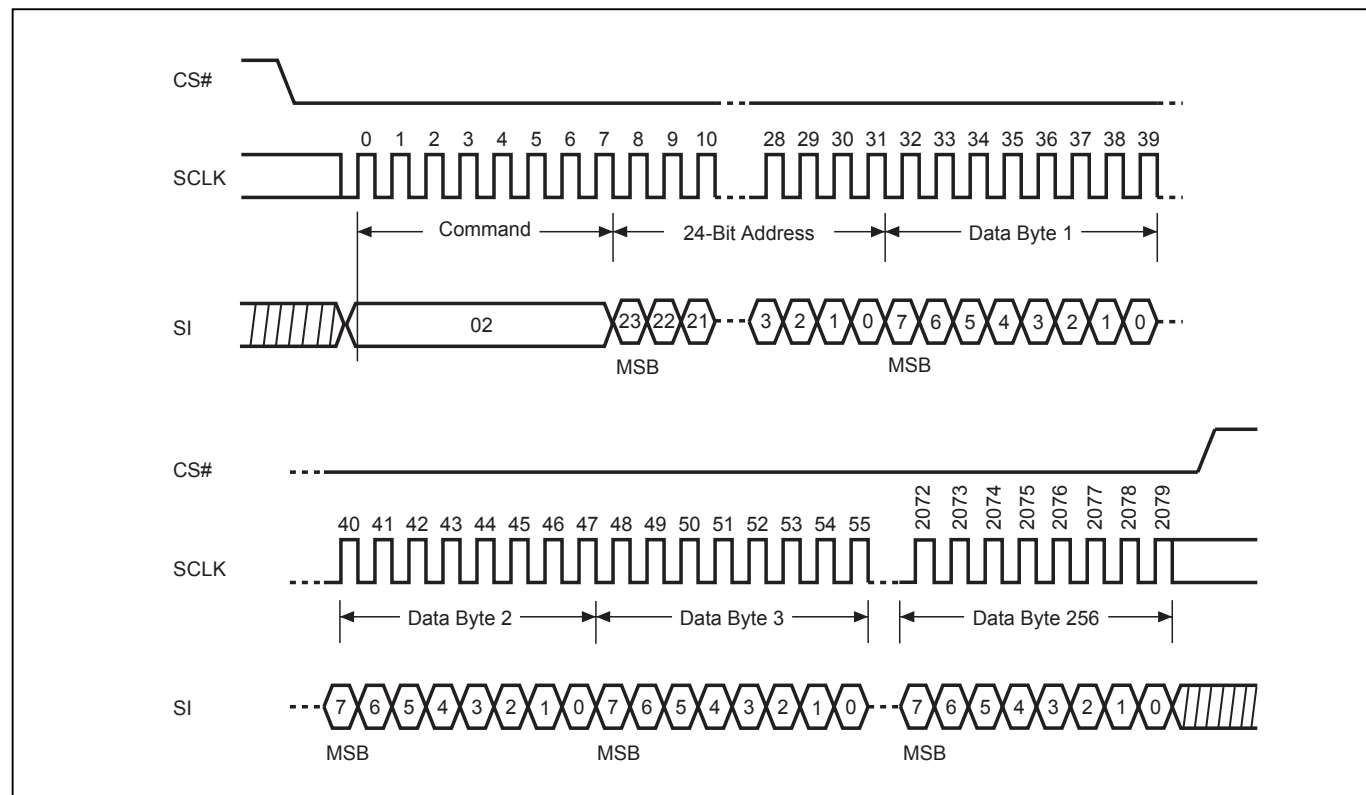 CS#
0 1 2 3 4 5 6 7 8 9 10 28 29 30 31 32 33 34 35 36 37 38 39
SCLK
Command 24-Bit Address Data Byte 1
SI 02 23 22 21 3 2 1 0 7 6 5 4 3 2 1 0
MSB MSB
CS#
2072 2073 2074 2075 2076 2077 2078 2079
40 41 42 43 44 45 46 47 48 49 50 51 52 53 54 55
SCLK
Data Byte 2 Data Byte 3 Data Byte 256
SI 7 6 5 4 3 2 1 0 7 6 5 4 3 2 1 0 7 6 5 4 3 2 1 0
MSB MSB MSB